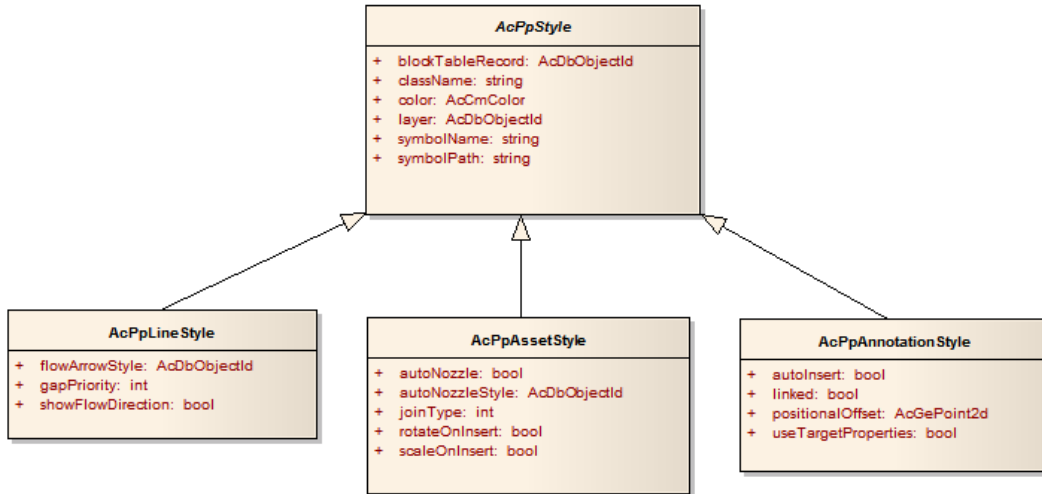 AcPpStyle
+ blockTableRecord: AcDbObjectId
+ className: string
+ color: AcCmColor
+ layer: AcDbObjectId
+ symbolName: string
+ symbolPath: string
AcPpLineStyle
+ flowArrowStyle: AcDbObjectId
+ gapPriority: int
+ showFlowDirection: bool
AcPpAssetStyle
+ autoNozzle: bool
+ autoNozzleStyle: AcDbObjectId
+ joinType: int
+ rotateOnInsert: bool
+ scaleOnInsert: bool
AcPpAnnotationStyle
+ autoInsert: bool
+ linked: bool
+ positionalOffset: AcGePoint2d
+ useTargetProperties: bool